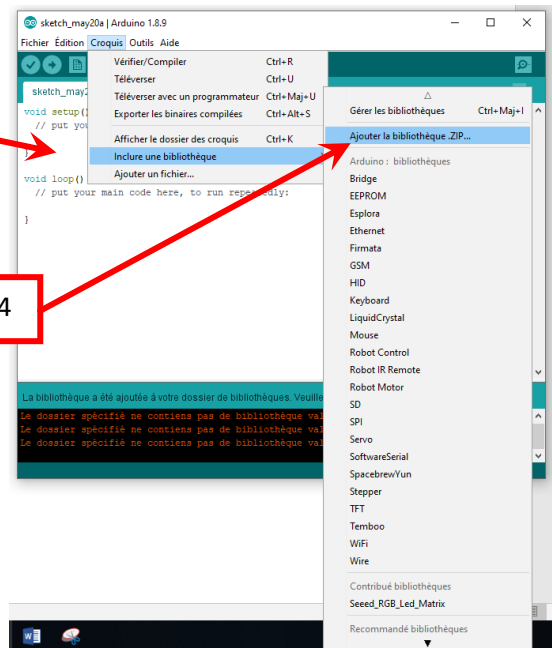 sketch_may20a | Arduino 1.8.9
Fichier Édition Croquis Outils Aide
Vérifier/Compiler Ctrl+R
Téléverser Ctrl+U
Téléverser avec un programmateur Ctrl+Maj+U
Exporter les binaires compilées Ctrl+Alt+S
Afficher le dossier des croquis Ctrl+K
Inclure une bibliothèque
Ajouter un fichier...
sketch_may2
void setup()
// put you
}
void loop()
// put your main code here, to run repeatedly:
}
4
Gérer les bibliothèques Ctrl+Maj+I
Ajouter la bibliothèque .ZIP...
Arduino : bibliothèques
Bridge
EEPROM
Esplora
Ethernet
Firmata
GSM
HID
Keyboard
LiquidCrystal
Mouse
Robot Control
Robot IR Remote
Robot Motor
SD
SPI
Servo
SoftwareSerial
SpacebrewYun
Stepper
TFT
Temboo
WiFi
Wire
Contribué bibliothèques
Seeed_RGB_Led_Matrix
Recommandé bibliothèques
La bibliothèque a été ajoutée à votre dossier de bibliothèques. Veuille
Le dossier spécifié ne contiens pas de bibliothèque val
Le dossier spécifié ne contiens pas de bibliothèque val
Le dossier spécifié ne contiens pas de bibliothèque val